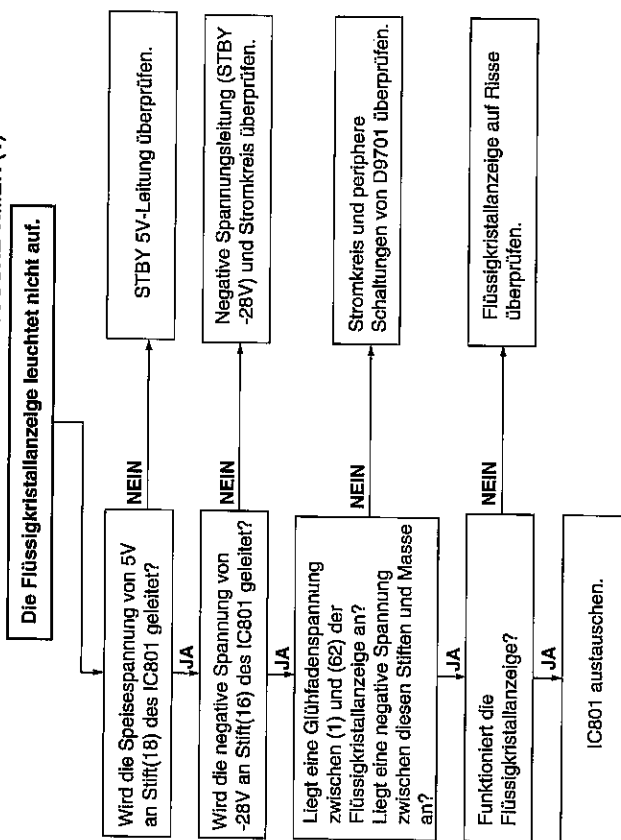 Die Flüssigkristallanzeige leuchtet nicht auf.
Wird die Speisespannung von 5V
an Stift(18) des IC801 geleitet?
NEIN
STBY 5V-Leitung überprüfen.
JA
Wird die negative Spannung von
-28V an Stift(16) des IC801 geleitet?
NEIN
Negative Spannungsleitung (STBY
-28V) und Stromkreis überprüfen.
JA
Liegt eine Glühfadenspannung
zwischen (1) und (62) der
Flüssigkristallanzeige an?
Liegt eine negative Spannung
zwischen diesen Stiften und Masse
an?
NEIN
Stromkreis und periphere
Schaltungen von D9701 überprüfen.
JA
Funktioniert die
Flüssigkristallanzeige?
NEIN
Flüssigkristallanzeige auf Risse
überprüfen.
JA
IC801 austauschen.